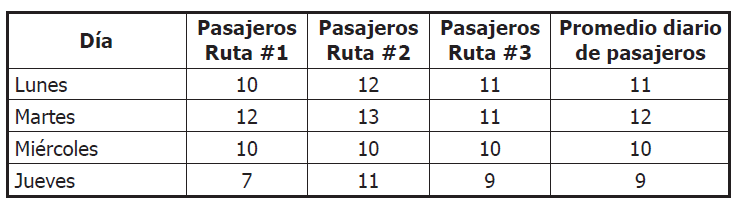 Día Pasajeros Ruta #1 Pasajeros Ruta #2 Pasajeros Ruta #3 Promedio diario de pasajeros
Lunes 10 12 11 11
Martes 12 13 11 12
Miércoles 10 10 10 10
Jueves 7 11 9 9